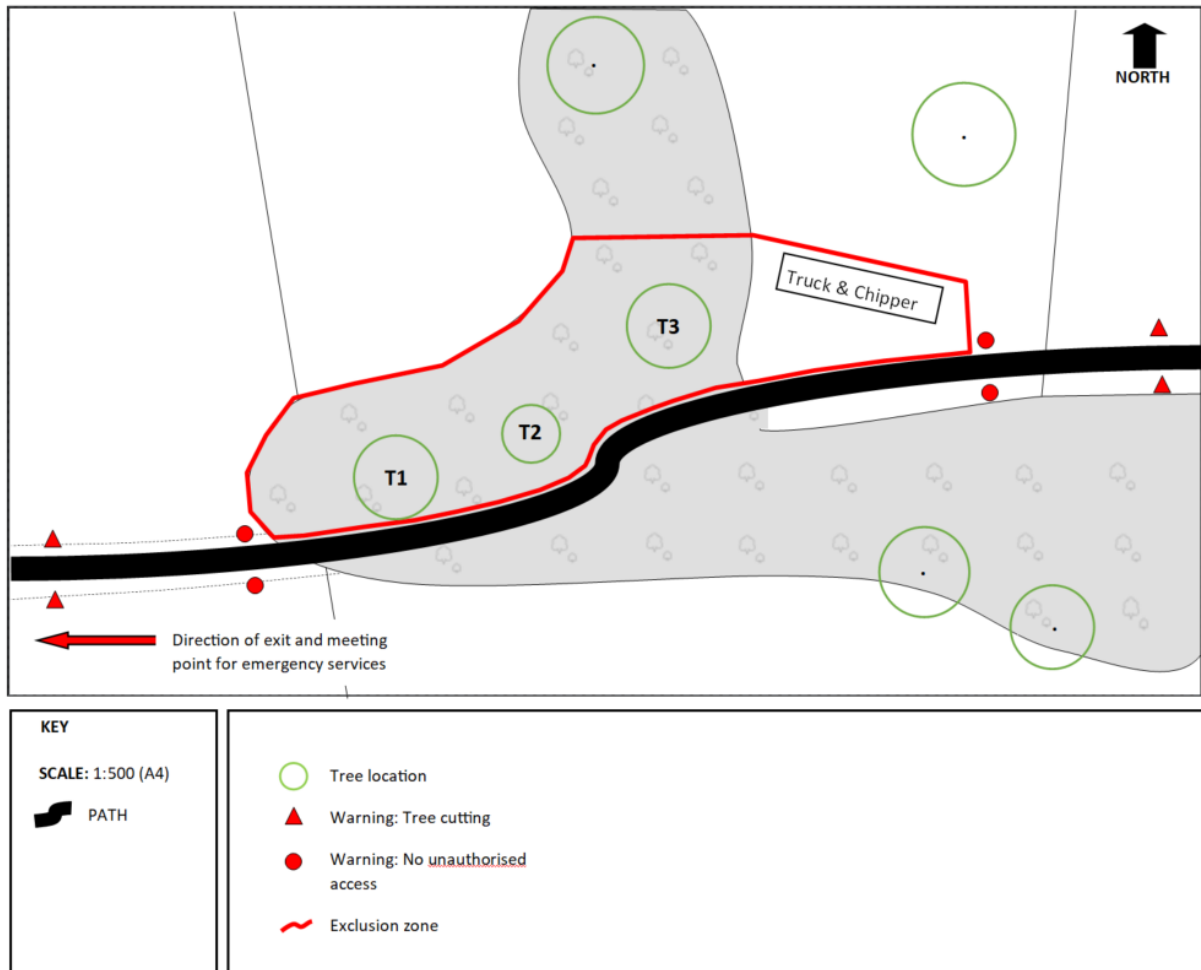 NORTH
Truck & Chipper
T3
T2
T1
Direction of exit and meeting
point for emergency services
KEY
SCALE: 1:500 (A4)
PATH
Tree location
Warning: Tree cutting
Warning: No unauthorised
access
Exclusion zone